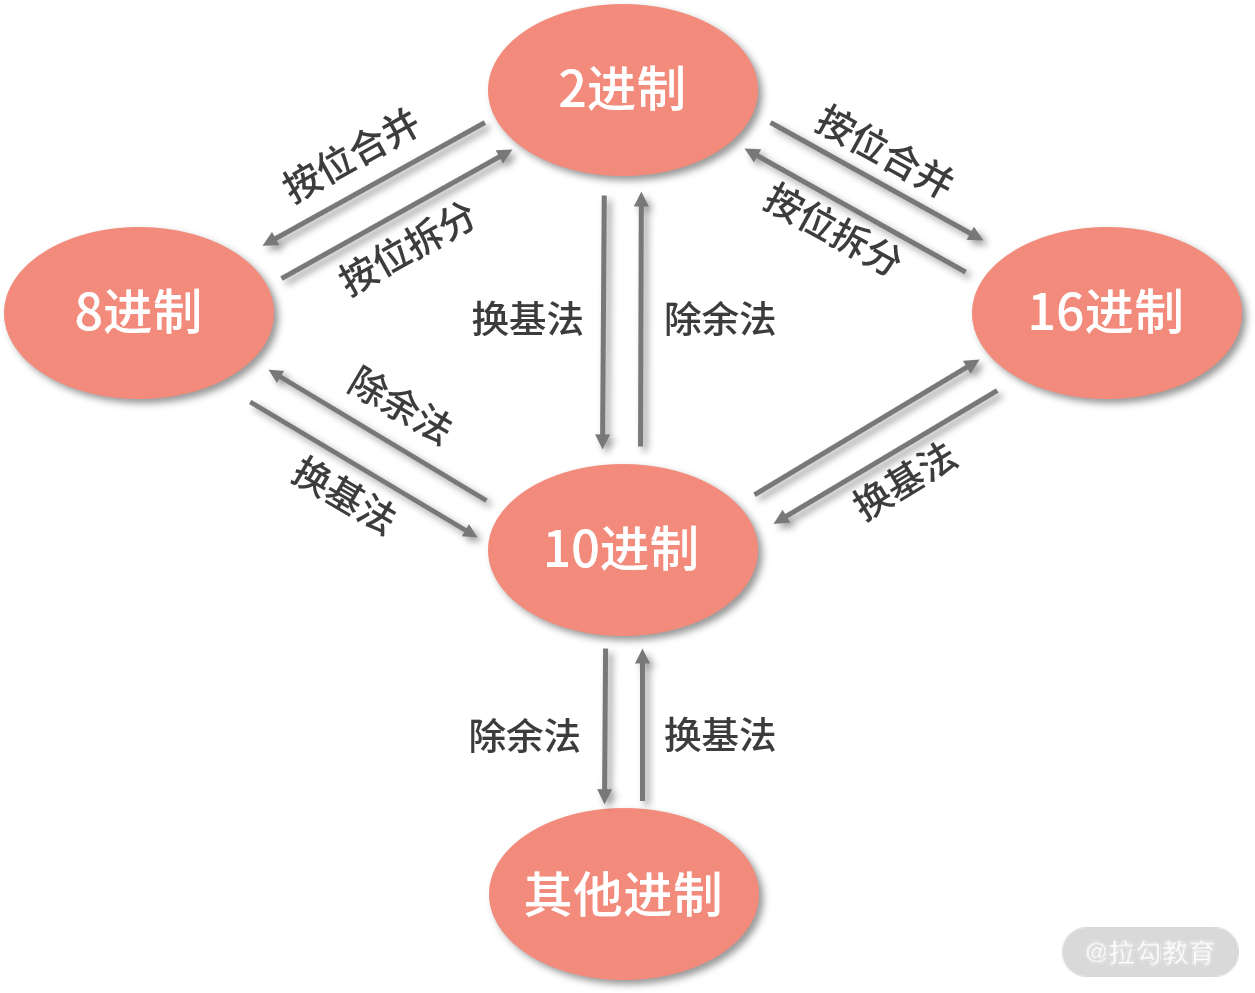 2进制
按位合并
按位合并
按位拆分
按位拆分
8进制
16进制
换基法
除余法
除余法
换基法
换基法
10进制
除余法
换基法
其他进制
@拉勾教育